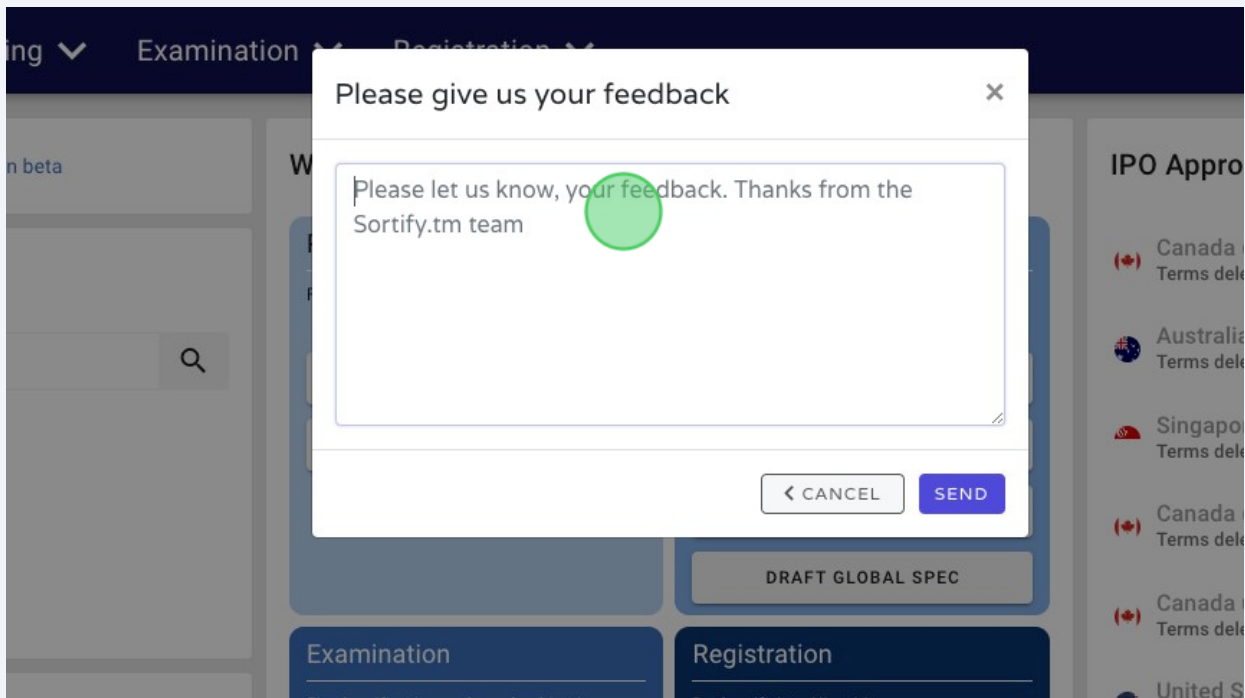 Examination
Registration
Please give us your feedback
×
n beta
IPO Appro
Please let us know, your feedback. Thanks from the
Sortify.tm team
Canada
Terms dele
Australia
Terms dele
Singapor
Terms dele
CANCEL
SEND
Canada
Terms dele
DRAFT GLOBAL SPEC
Canada
Terms dele
Examination
Registration
United S